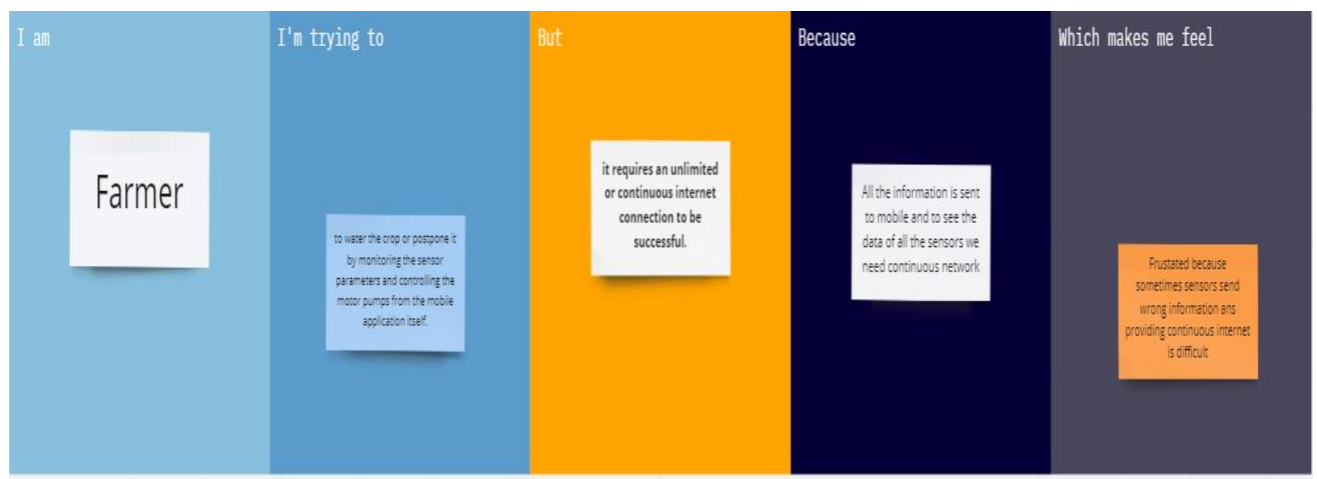 I am
Farmer
I'm trying to
to water the crop or postpone it
by monitoring the sensor
parameters and controlling the
motor pumps from the mobile
application itself.
But
it requires an unlimited
or continuous internet
connection to be
successful.
Because
All the information is sent
to mobile and to see the
data of all the sensors we
need continuous network
Which makes me feel
Frustated because
sometimes sensors send
wrong information ans
providing continuous internet
is difficult